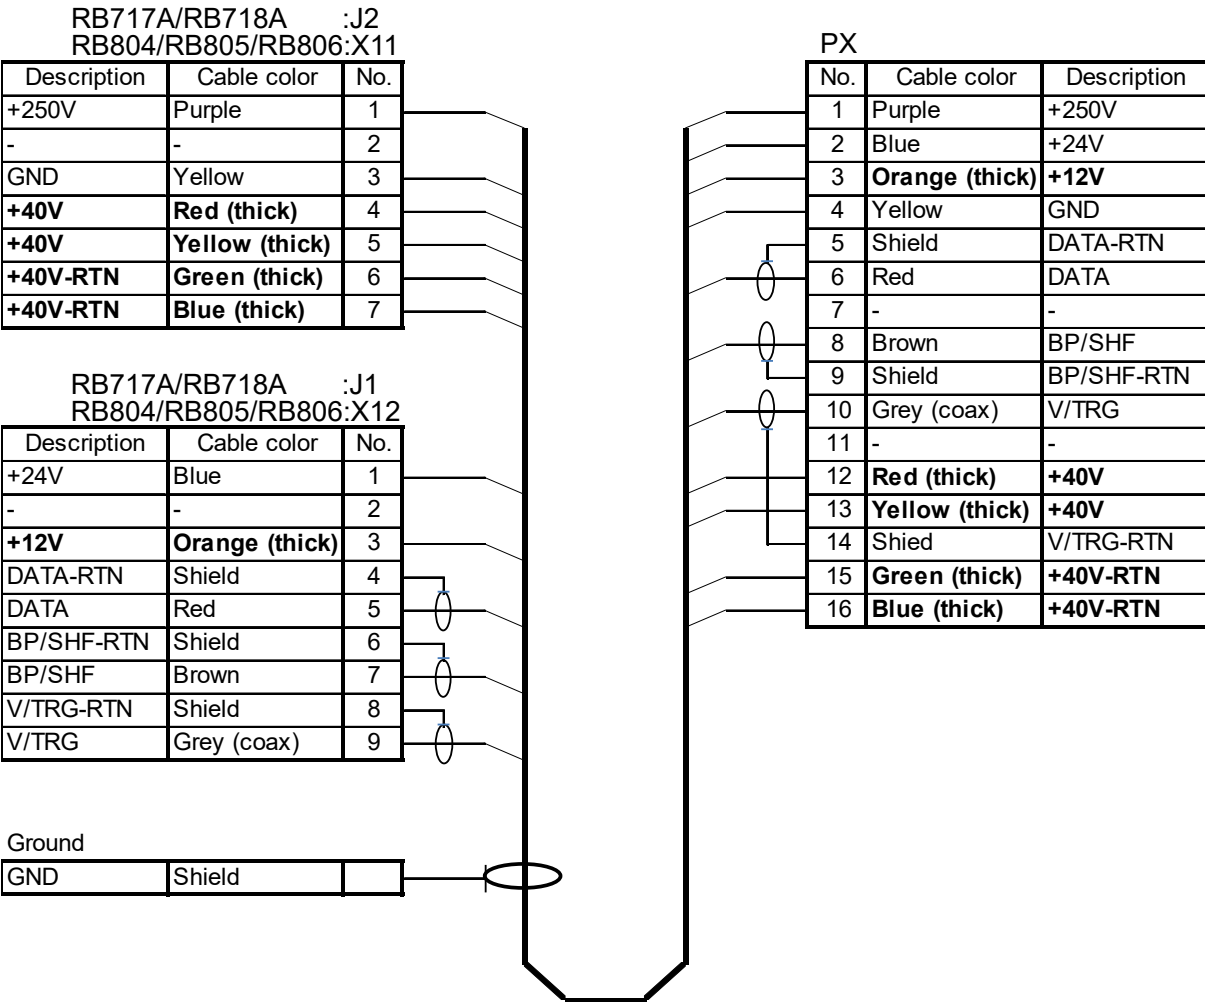 RB717A/RB718A :J2
RB804/RB805/RB806:X11
Description Cable color No.
+250V Purple 1
- - 2
GND Yellow 3
+40V Red (thick) 4
+40V Yellow (thick) 5
+40V-RTN Green (thick) 6
+40V-RTN Blue (thick) 7
RB717A/RB718A :J1
RB804/RB805/RB806:X12
Description Cable color No.
+24V Blue 1
- - 2
+12V Orange (thick) 3
DATA-RTN Shield 4
DATA Red 5
BP/SHF-RTN Shield 6
BP/SHF Brown 7
V/TRG-RTN Shield 8
V/TRG Grey (coax) 9
Ground
GND Shield
PX
No. Cable color Description
1 Purple +250V
2 Blue +24V
3 Orange (thick) +12V
4 Yellow GND
5 Shield DATA-RTN
6 Red DATA
7 - -
8 Brown BP/SHF
9 Shield BP/SHF-RTN
10 Grey (coax) V/TRG
11 - -
12 Red (thick) +40V
13 Yellow (thick) +40V
14 Shied V/TRG-RTN
15 Green (thick) +40V-RTN
16 Blue (thick) +40V-RTN